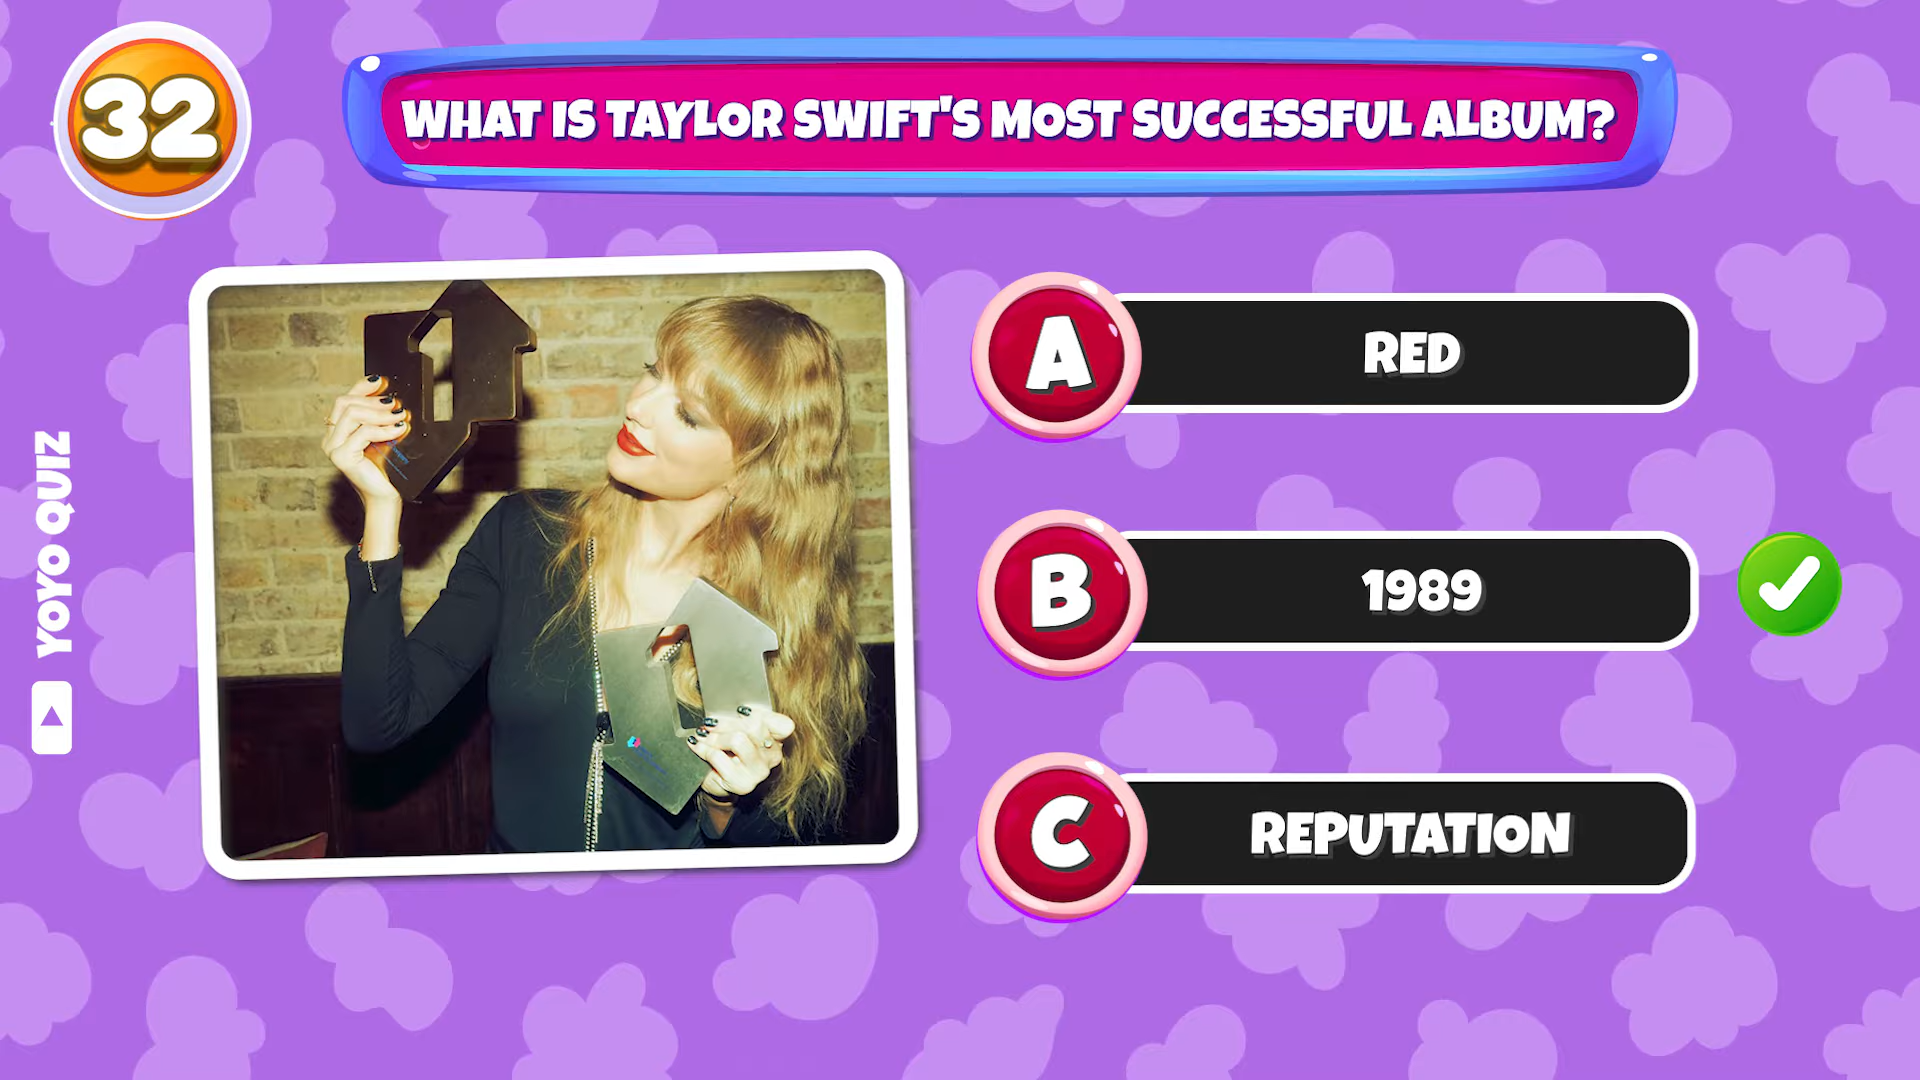 32
WHAT IS TAYLOR SWIFT'S MOST SUCCESSFUL ALBUM?
YOYO QUIZ
A
RED
B
1989
C
REPUTATION